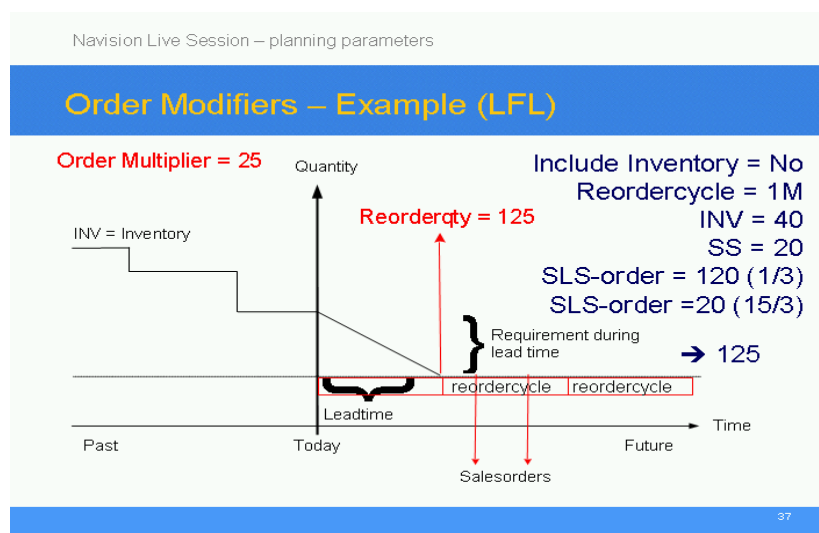 Navision Live Session – planning parameters
Order Modifiers – Example (LFL)
Order Multiplier = 25
Quantity
Include Inventory = No
Reordercycle = 1M
Reorderqty = 125
INV = 40
INV = Inventory
SS = 20
SLS-order = 120 (1/3)
SLS-order =20 (15/3)
Requirement during
lead time
➔ 125
reordercycle
reordercycle
Leadtime
Time
Past
Today
Future
Salesorders
37